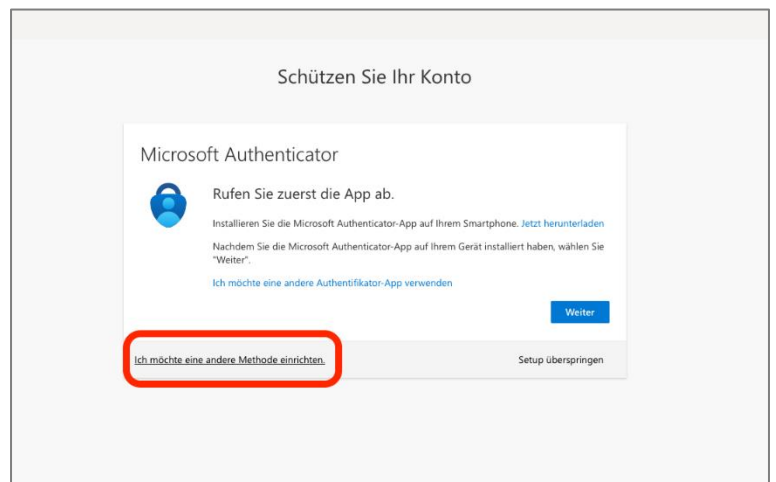 Schützen Sie Ihr Konto
Microsoft Authenticator
Rufen Sie zuerst die App ab.
Installieren Sie die Microsoft Authenticator-App auf Ihrem Smartphone. Jetzt herunterladen
Nachdem Sie die Microsoft Authenticator-App auf Ihrem Gerät installiert haben, wählen Sie
"Weiter".
Ich möchte eine andere Authentifikator-App verwenden
Weiter
Ich möchte eine andere Methode einrichten.
Setup überspringen